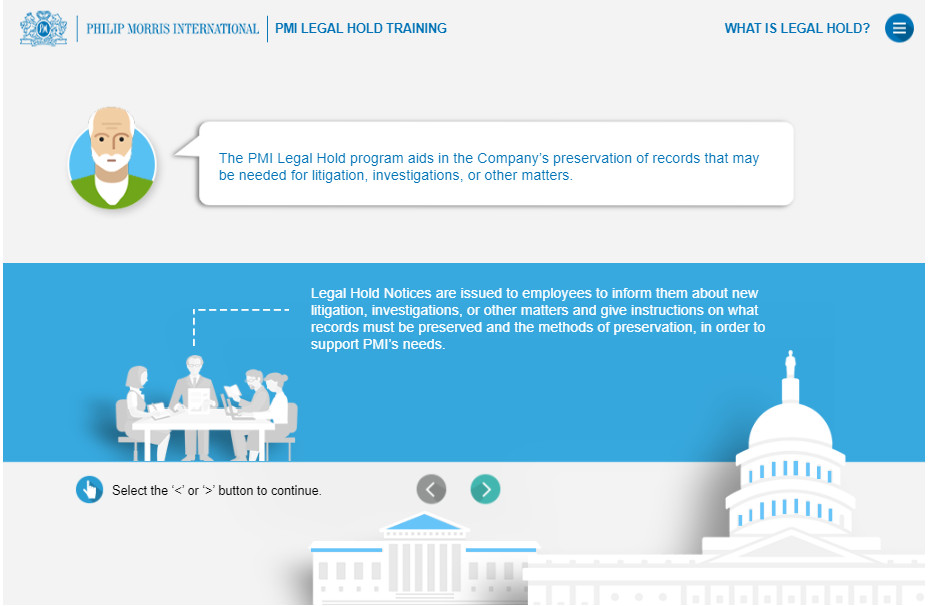 PM
PHILIP MORRIS INTERNATIONAL
PMI LEGAL HOLD TRAINING
WHAT IS LEGAL HOLD?
The PMI Legal Hold program aids in the Company's preservation of records that may
be needed for litigation, investigations, or other matters.
Legal Hold Notices are issued to employees to inform them about new
litigation, investigations, or other matters and give instructions on what
records must be preserved and the methods of preservation, in order to
support PMI's needs.
Select the ‘<’ or ‘>’ button to continue.